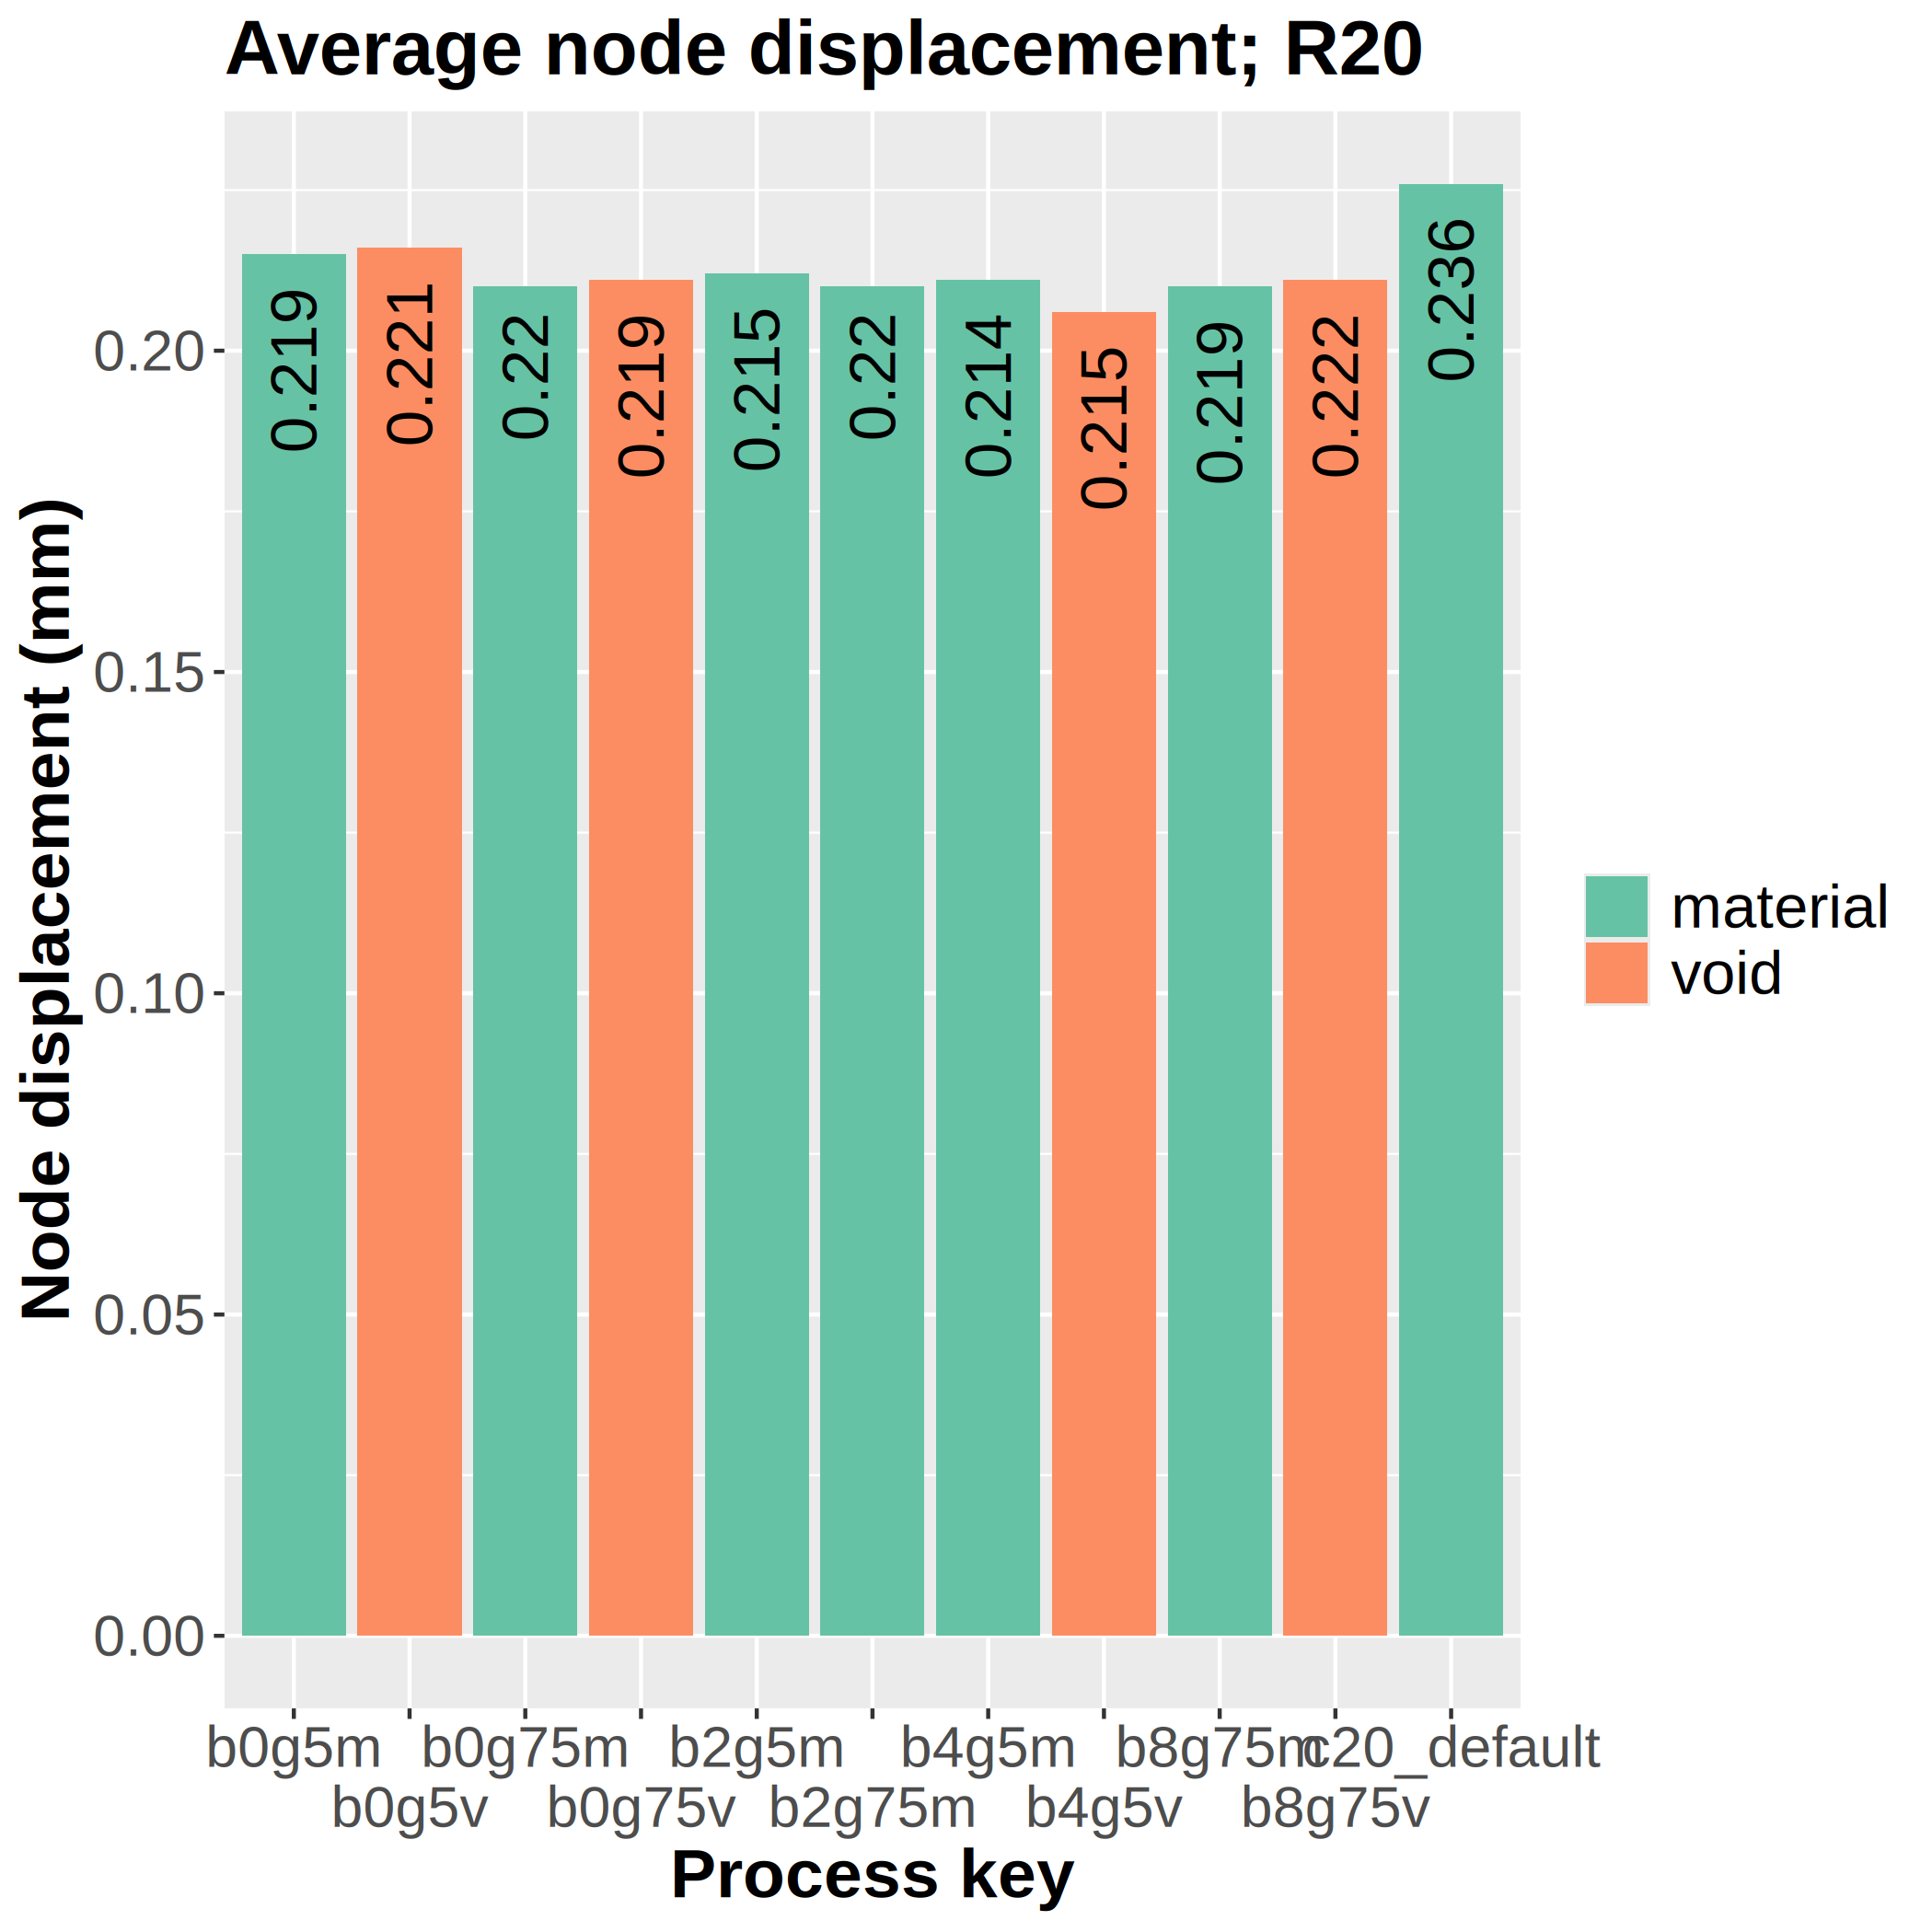 Average node displacement; R20
Node displacement (mm)
0.20
0.15
0.10
0.05
0.00
0.219
0.221
0.22
0.219
0.215
0.22
0.214
0.215
0.219
0.222
0.236
b0g5m b0g75m b2g5m b4g5m b8g75m c20_default
b0g5v b0g75v b2g75m b4g5v b8g75v
Process key
material
void